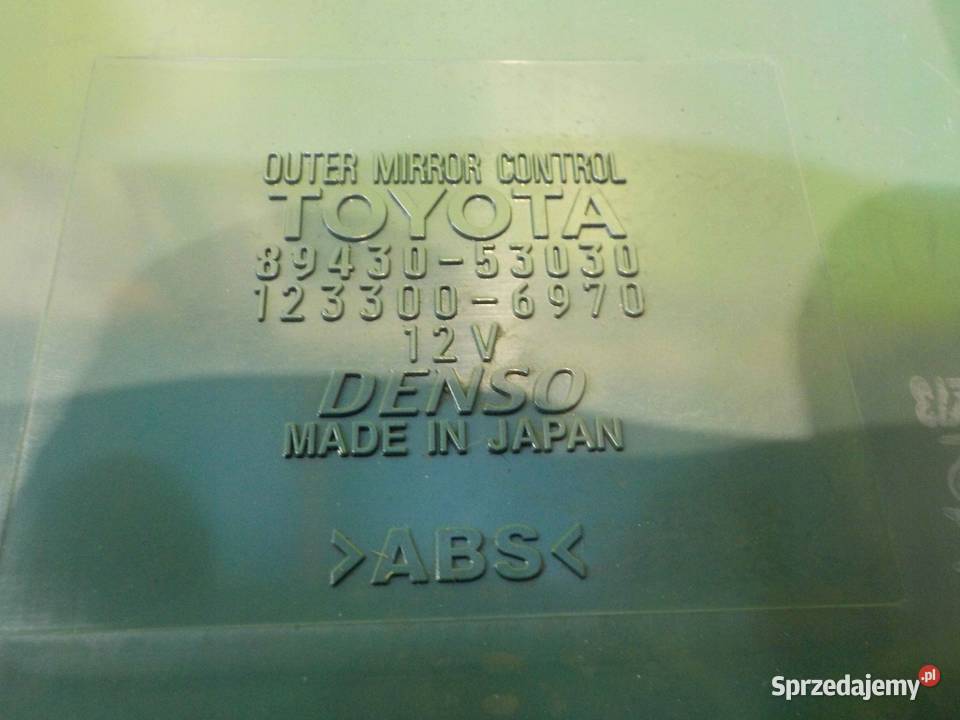 OUTER MIRROR CONTROL
TOYOTA
89430-53030
123300-6970
12V
DENSO
MADE IN JAPAN
>ABS<
Sprzedajemy.pl